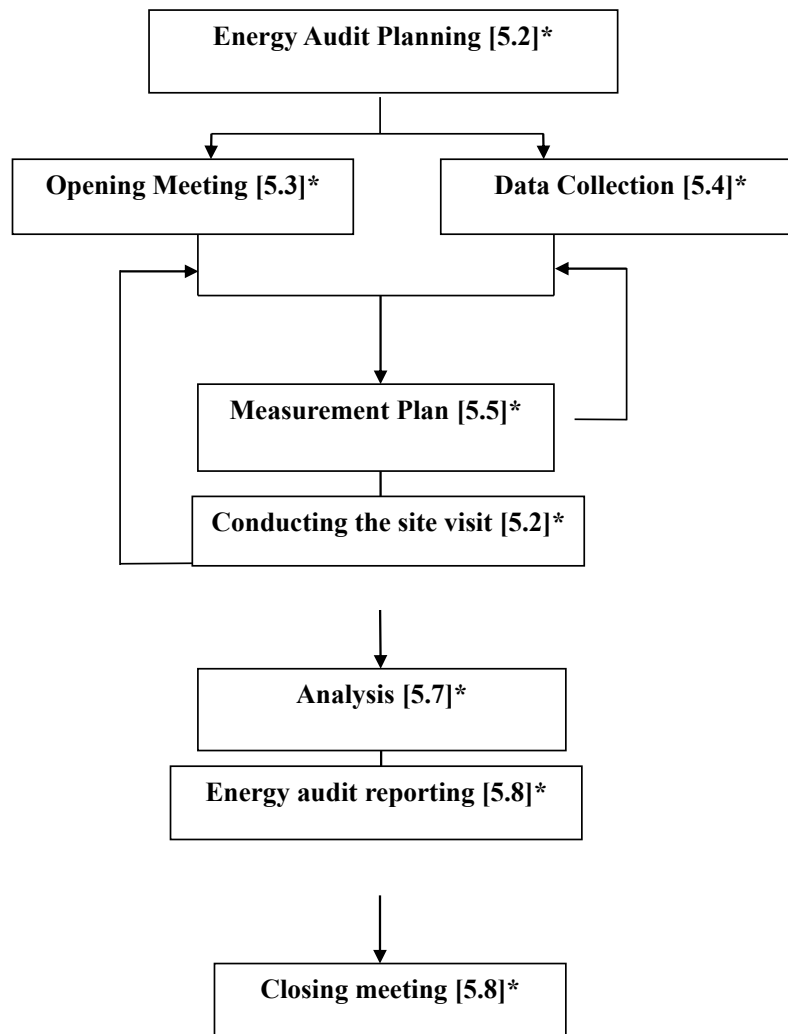 Energy Audit Planning [5.2]*
Opening Meeting [5.3]*
Data Collection [5.4]*
Measurement Plan [5.5]*
Conducting the site visit [5.2]*
Analysis [5.7]*
Energy audit reporting [5.8]*
Closing meeting [5.8]*